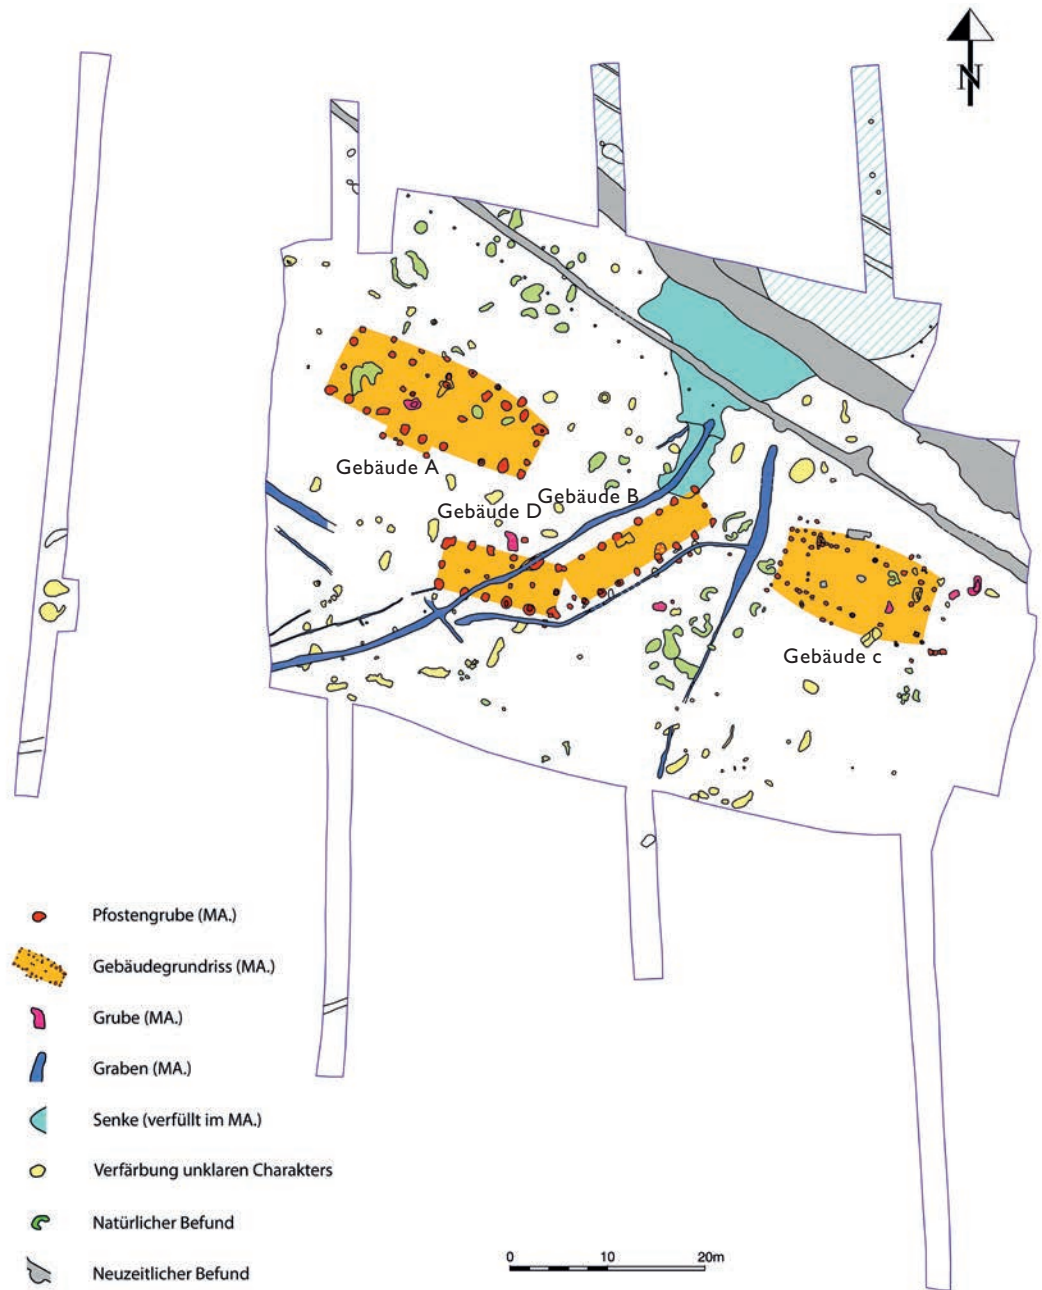 N
Gebäude A
Gebäude B
Gebäude D
Gebäude c
Pfostengrube (MA.)
Gebäudegrundriss (MA.)
Grube (MA.)
Graben (MA.)
Senke (verfüllt im MA.)
Verfärbung unklaren Charakters
Natürlicher Befund
Neuzeitlicher Befund
0 10 20m